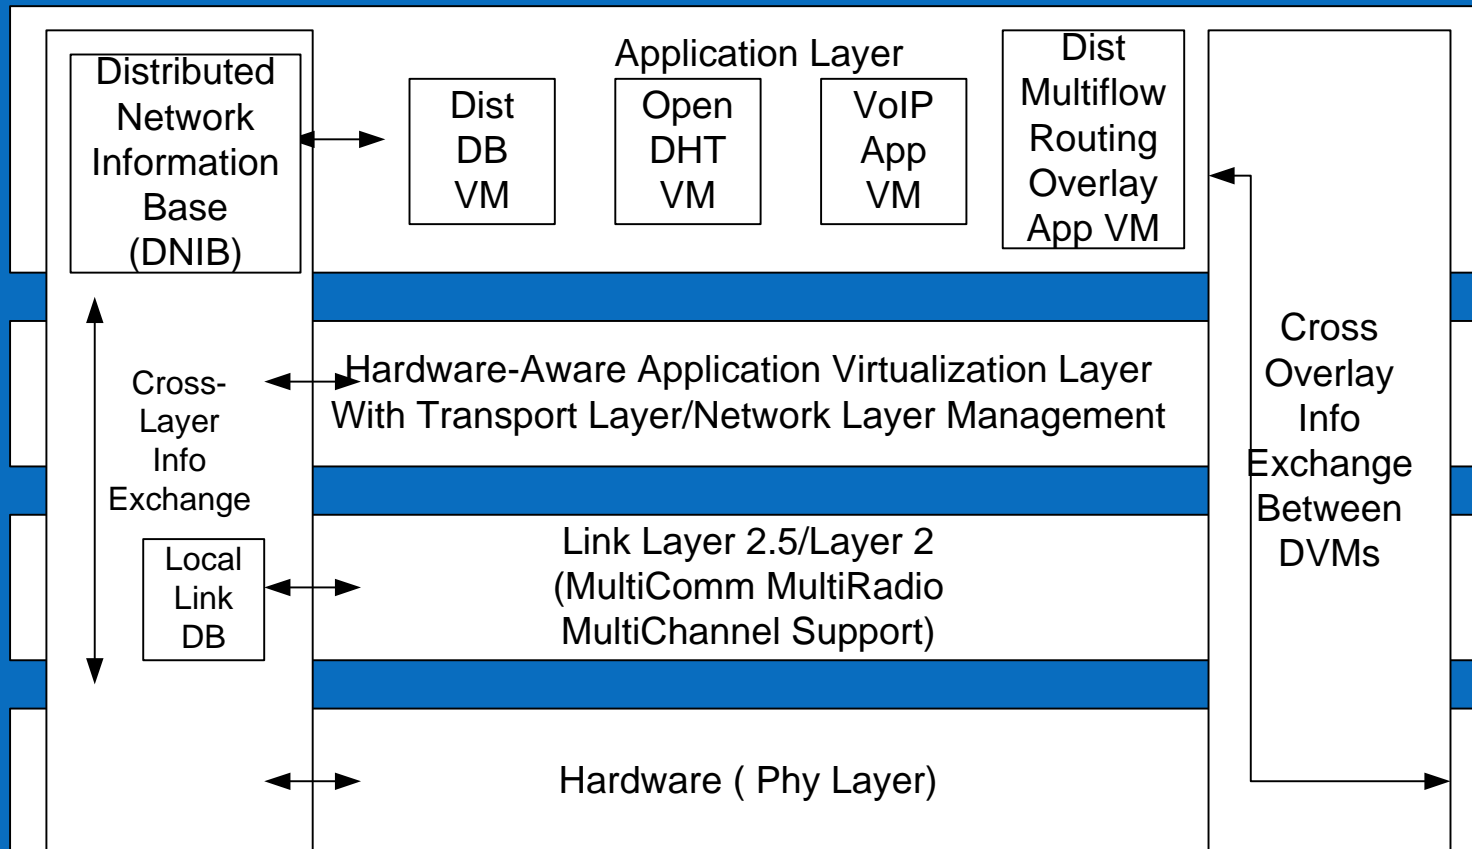 Distributed
Network
Information
Base
(DNIB)
Application Layer
Dist
DB
VM
Open
DHT
VM
VoIP
App
VM
Dist
Multiflow
Routing
Overlay
App VM
Cross-
Layer
Info
Exchange
Hardware-Aware Application Virtualization Layer
With Transport Layer/Network Layer Management
Cross
Overlay
Info
Exchange
Between
DVMs
Local
Link
DB
Link Layer 2.5/Layer 2
(MultiComm MultiRadio
MultiChannel Support)
Hardware ( Phy Layer)